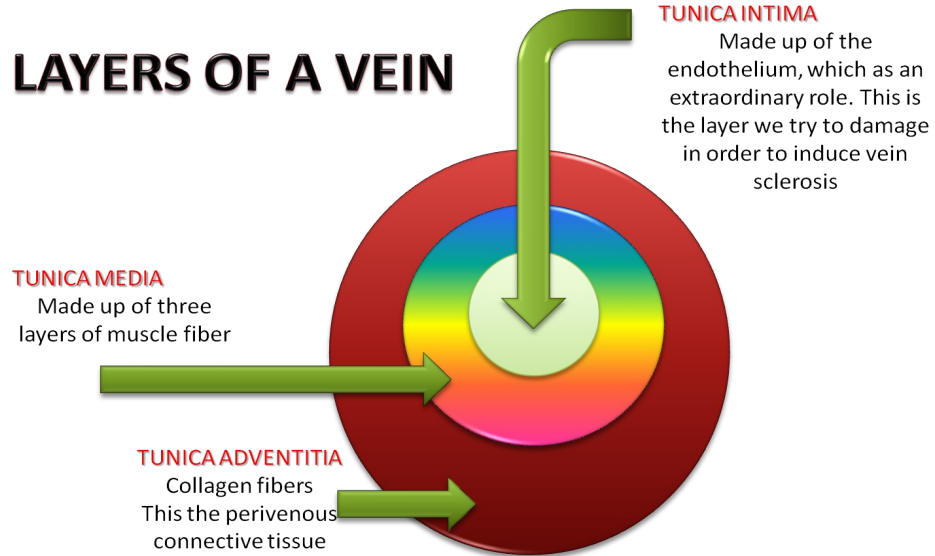 LAYERS OF A VEIN
TUNICA INTIMA
Made up of the
endothelium, which as an
extraordinary role. This is
the layer we try to damage
in order to induce vein
sclerosis
TUNICA MEDIA
Made up of three
layers of muscle fiber
TUNICA ADVENTITIA
Collagen fibers
This the perivenous
connective tissue